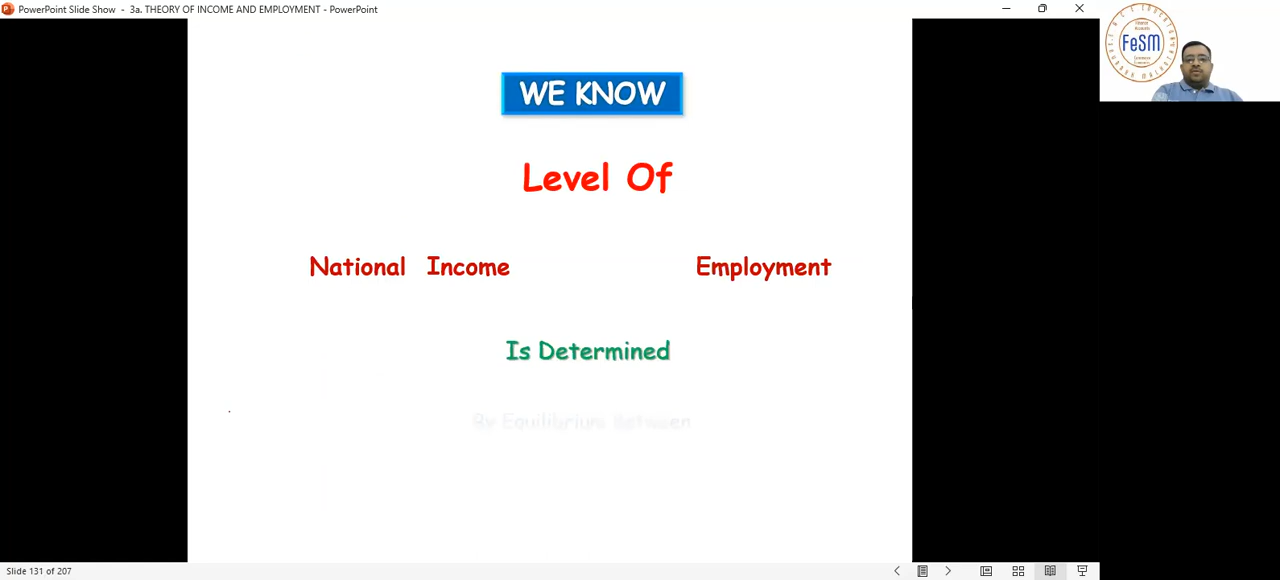 PowerPoint Slide Show - 3a. THEORY OF INCOME AND EMPLOYMENT - PowerPoint
FeSM
WE KNOW
Level Of
National Income Employment
Is Determined
By Equilibrium Between
Slide 131 of 207